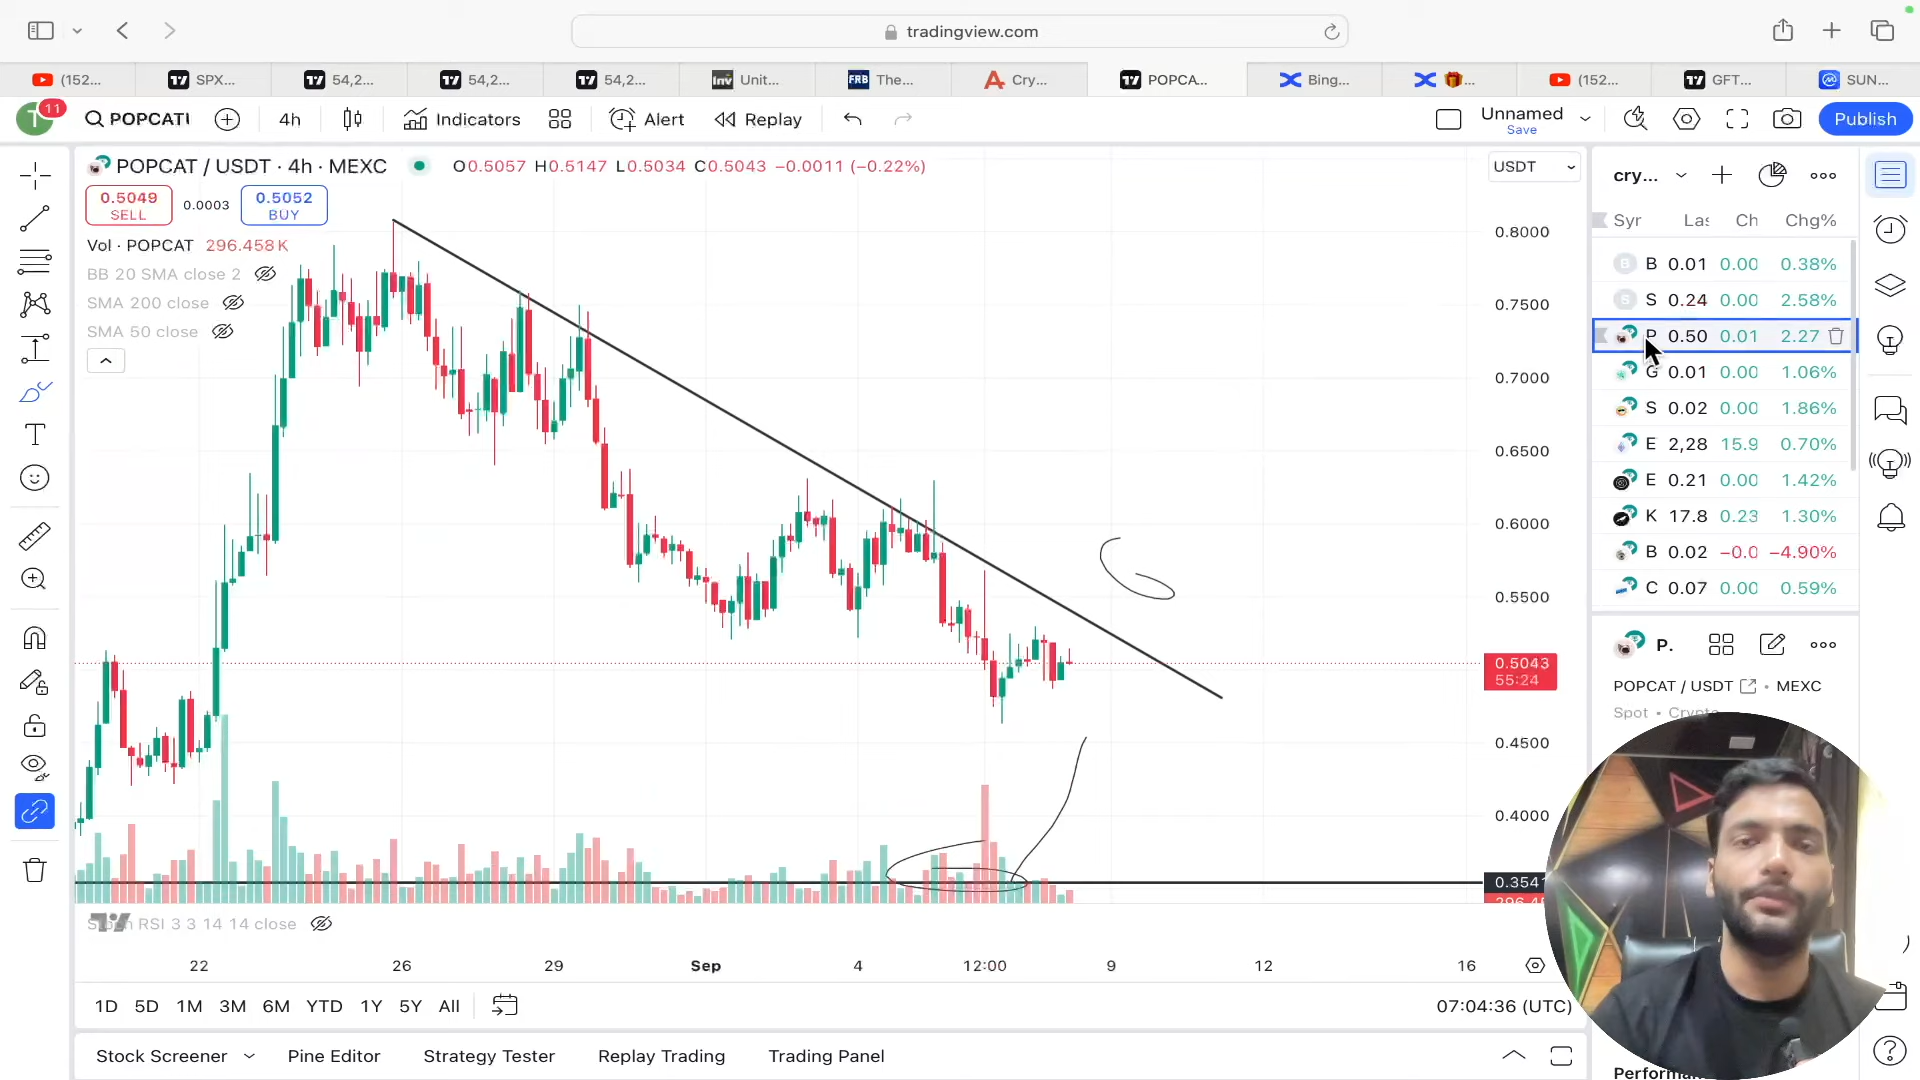 tradingview.com
(152...
SPX...
54,2...
54,2...
54,2...
Inv Unit...
FRB The...
Cry...
POPCA...
Bing...
...
(152...
GFT...
SUN...
T 11 POPCATU 4h Indicators Alert Replay Unnamed Save Publish
POPCAT / USDT · 4h · MEXC O0.5057 H0.5147 L0.5034 C0.5043 −0.0011 (−0.22%)
0.5049 SELL 0.0003 0.5052 BUY
Vol · POPCAT 296.458K
BB 20 SMA close 2
SMA 200 close
SMA 50 close
USDT
0.8000
0.7500
0.7000
0.6500
0.6000
0.5500
0.5043
55:24
0.4500
0.4000
0.3541
296.45
RSI 3 3 14 14 close
22 26 29 Sep 4 12:00 9 12 16
1D 5D 1M 3M 6M YTD 1Y 5Y All 07:04:36 (UTC)
Stock Screener Pine Editor Strategy Tester Replay Trading Trading Panel
cry...
Syr Las Ch Chg%
B 0.01 0.00 0.38%
S 0.24 0.00 2.58%
P 0.50 0.01 2.27
G 0.01 0.00 1.06%
S 0.02 0.00 1.86%
E 2,28 15.9 0.70%
E 0.21 0.00 1.42%
K 17.8 0.23 1.30%
B 0.02 −0.0 −4.90%
C 0.07 0.00 0.59%
P.
POPCAT / USDT • MEXC
Spot • Crypto